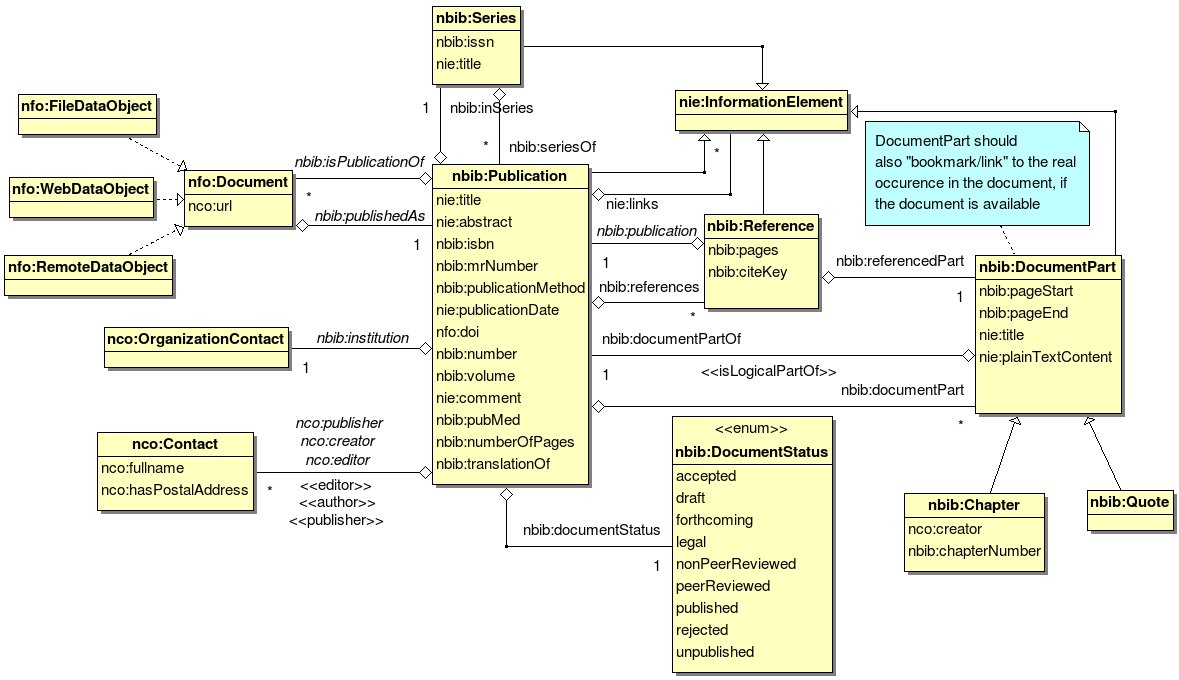 nbib:Series
nbib:issn
nie:title
1
nbib:inSeries
*
nbib:seriesOf
nie:InformationElement
nfo:FileDataObject
nfo:WebDataObject
nfo:RemoteDataObject
nfo:Document
nco:url
nbib:isPublicationOf
*
nbib:publishedAs
1
nbib:Publication
nie:title
nie:abstract
nbib:isbn
nbib:mrNumber
nbib:publicationMethod
nie:publicationDate
nfo:doi
nbib:number
nbib:volume
nie:comment
nbib:pubMed
nbib:numberOfPages
nbib:translationOf
*
nie:links
nbib:publication
1
nbib:references
*
nbib:Reference
nbib:pages
nbib:citeKey
DocumentPart should
also "bookmark/link" to the real
occurence in the document, if
the document is available
nbib:referencedPart
1
nbib:DocumentPart
nbib:pageStart
nbib:pageEnd
nie:title
nie:plainTextContent
nbib:documentPartOf
1
<<isLogicalPartOf>>
nbib:documentPart
*
nco:OrganizationContact
nbib:institution
1
nco:Contact
nco:fullname
nco:hasPostalAddress
nco:publisher
nco:creator
nco:editor
*
<<editor>>
<<author>>
<<publisher>>
nbib:documentStatus
1
<<enum>>
nbib:DocumentStatus
accepted
draft
forthcoming
legal
nonPeerReviewed
peerReviewed
published
rejected
unpublished
nbib:Chapter
nco:creator
nbib:chapterNumber
nbib:Quote